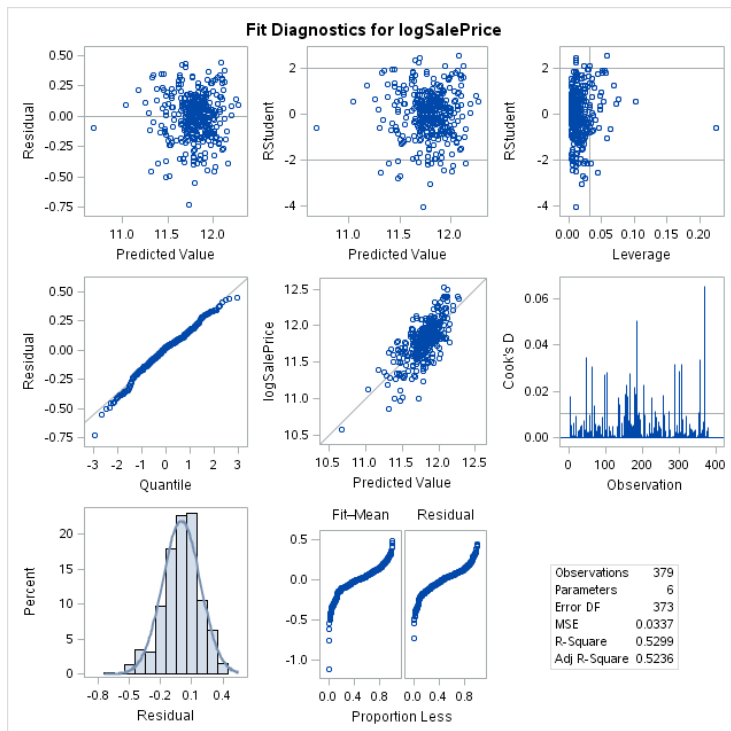 Fit Diagnostics for logSalePrice
0.50
0.25
0.00
-0.25
-0.50
-0.75
Residual
11.0 11.5 12.0
Predicted Value
2
0
-2
-4
RStudent
11.0 11.5 12.0
Predicted Value
2
0
-2
-4
RStudent
0.00 0.05 0.10 0.20
Leverage
0.50
0.25
0.00
-0.25
-0.50
-0.75
Residual
-3 -2 -1 0 1 2 3
Quantile
12.5
12.0
11.5
11.0
10.5
logSalePrice
10.5 11.0 11.5 12.0 12.5
Predicted Value
0.06
0.04
0.02
0.00
Cook's D
0 100 200 300 400
Observation
20
15
10
5
0
Percent
-0.8 -0.5 -0.2 0.1 0.4
Residual
Fit–Mean Residual
0.5
0.0
-0.5
-1.0
0.0 0.4 0.8 0.0 0.4 0.8
Proportion Less
Observations 379
Parameters 6
Error DF 373
MSE 0.0337
R-Square 0.5299
Adj R-Square 0.5236